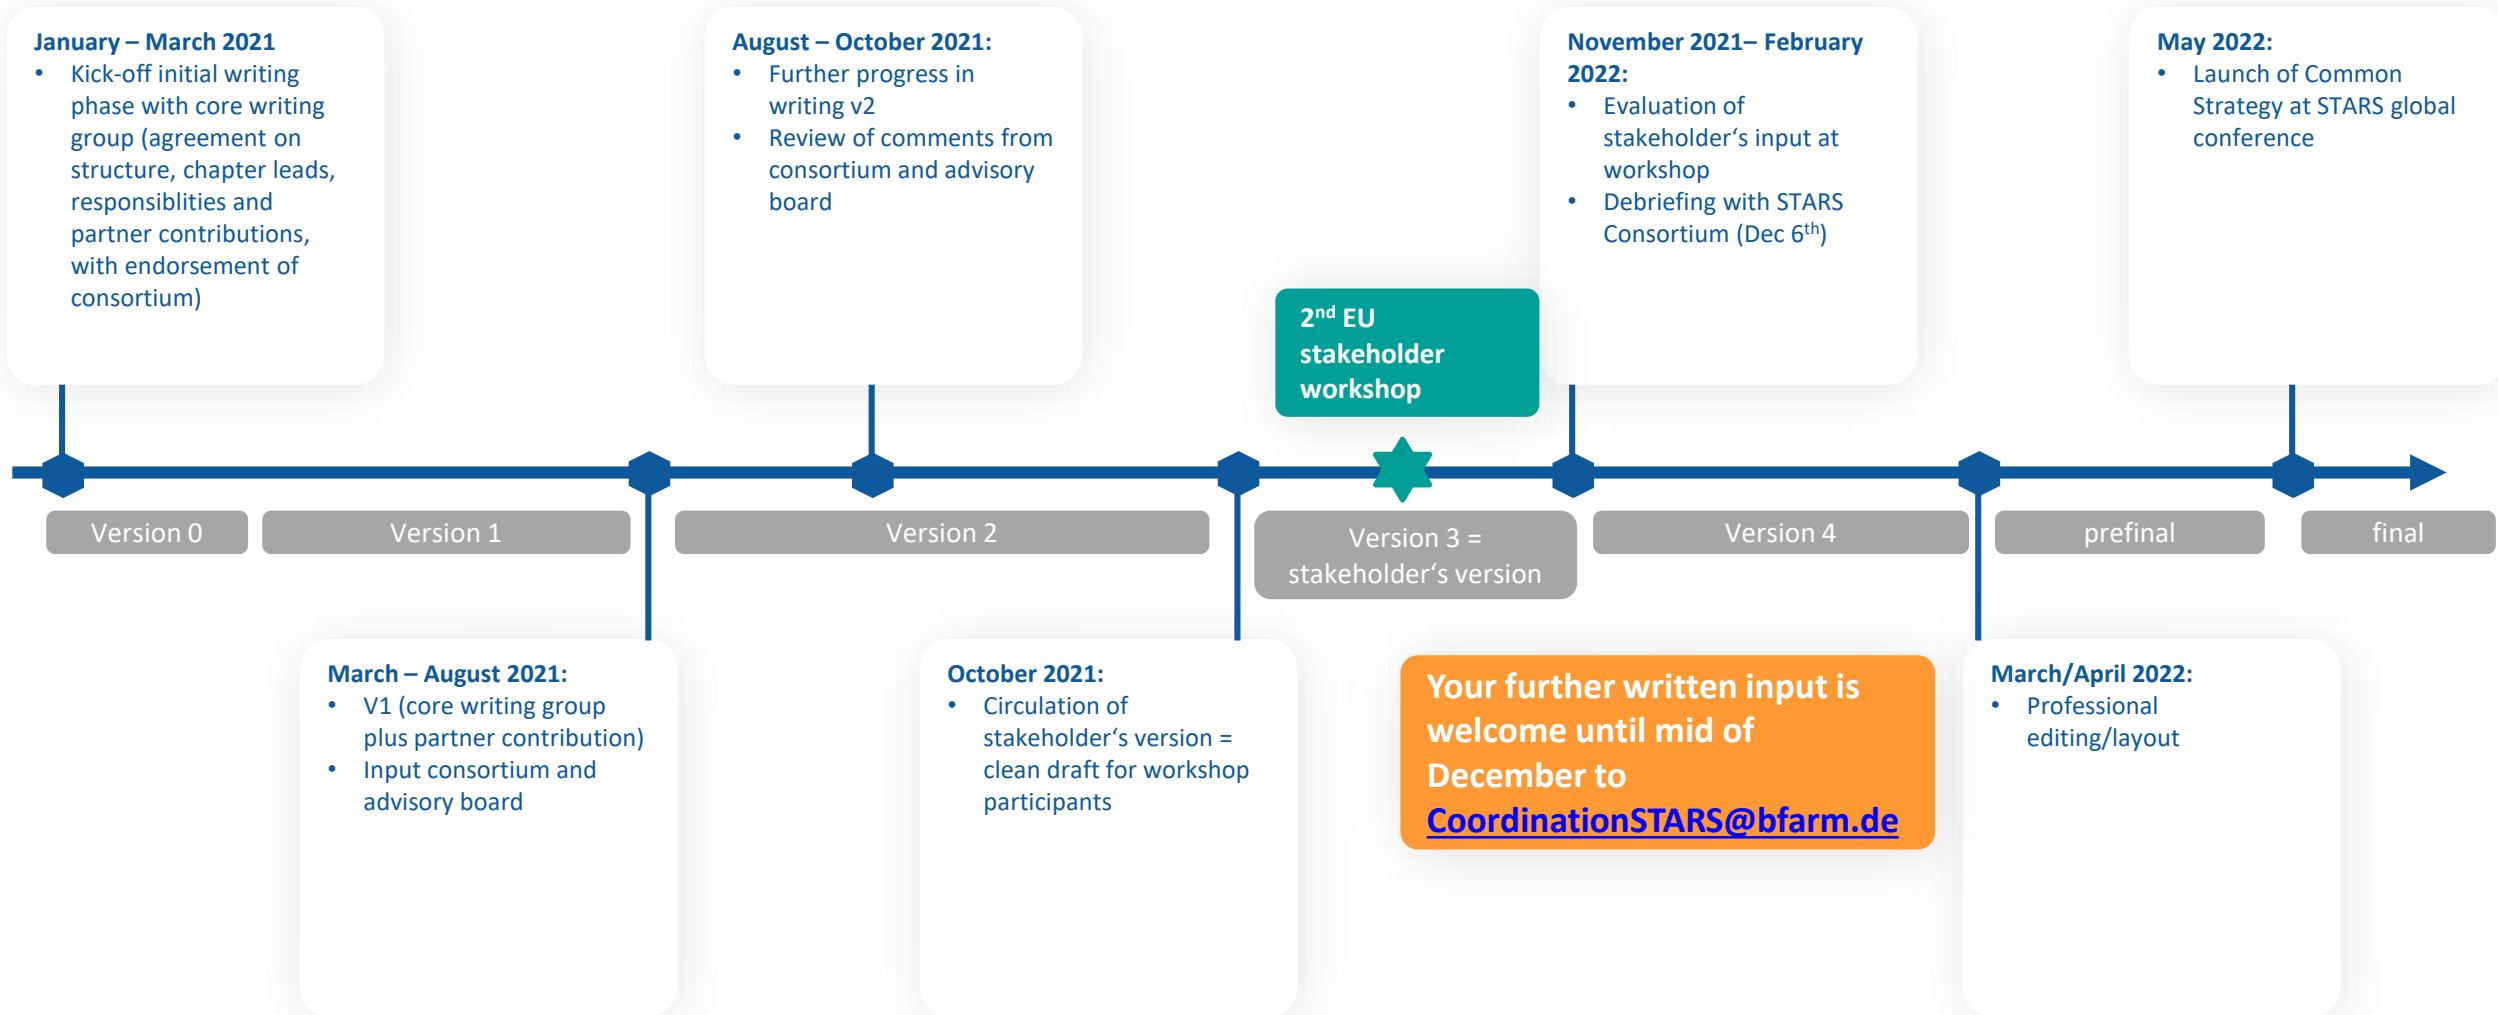 January – March 2021
• Kick-off initial writing
phase with core writing
group (agreement on
structure, chapter leads,
responsiblities and
partner contributions,
with endorsement of
consortium)
August – October 2021:
• Further progress in
writing v2
• Review of comments from
consortium and advisory
board
2nd EU
stakeholder
workshop
November 2021– February
2022:
• Evaluation of
stakeholder‘s input at
workshop
• Debriefing with STARS
Consortium (Dec 6th)
May 2022:
• Launch of Common
Strategy at STARS global
conference
Version 0
Version 1
Version 2
Version 3 =
stakeholder‘s version
Version 4
prefinal
final
March – August 2021:
• V1 (core writing group
plus partner contribution)
• Input consortium and
advisory board
October 2021:
• Circulation of
stakeholder‘s version =
clean draft for workshop
participants
Your further written input is
welcome until mid of
December to
CoordinationSTARS@bfarm.de
March/April 2022:
• Professional
editing/layout